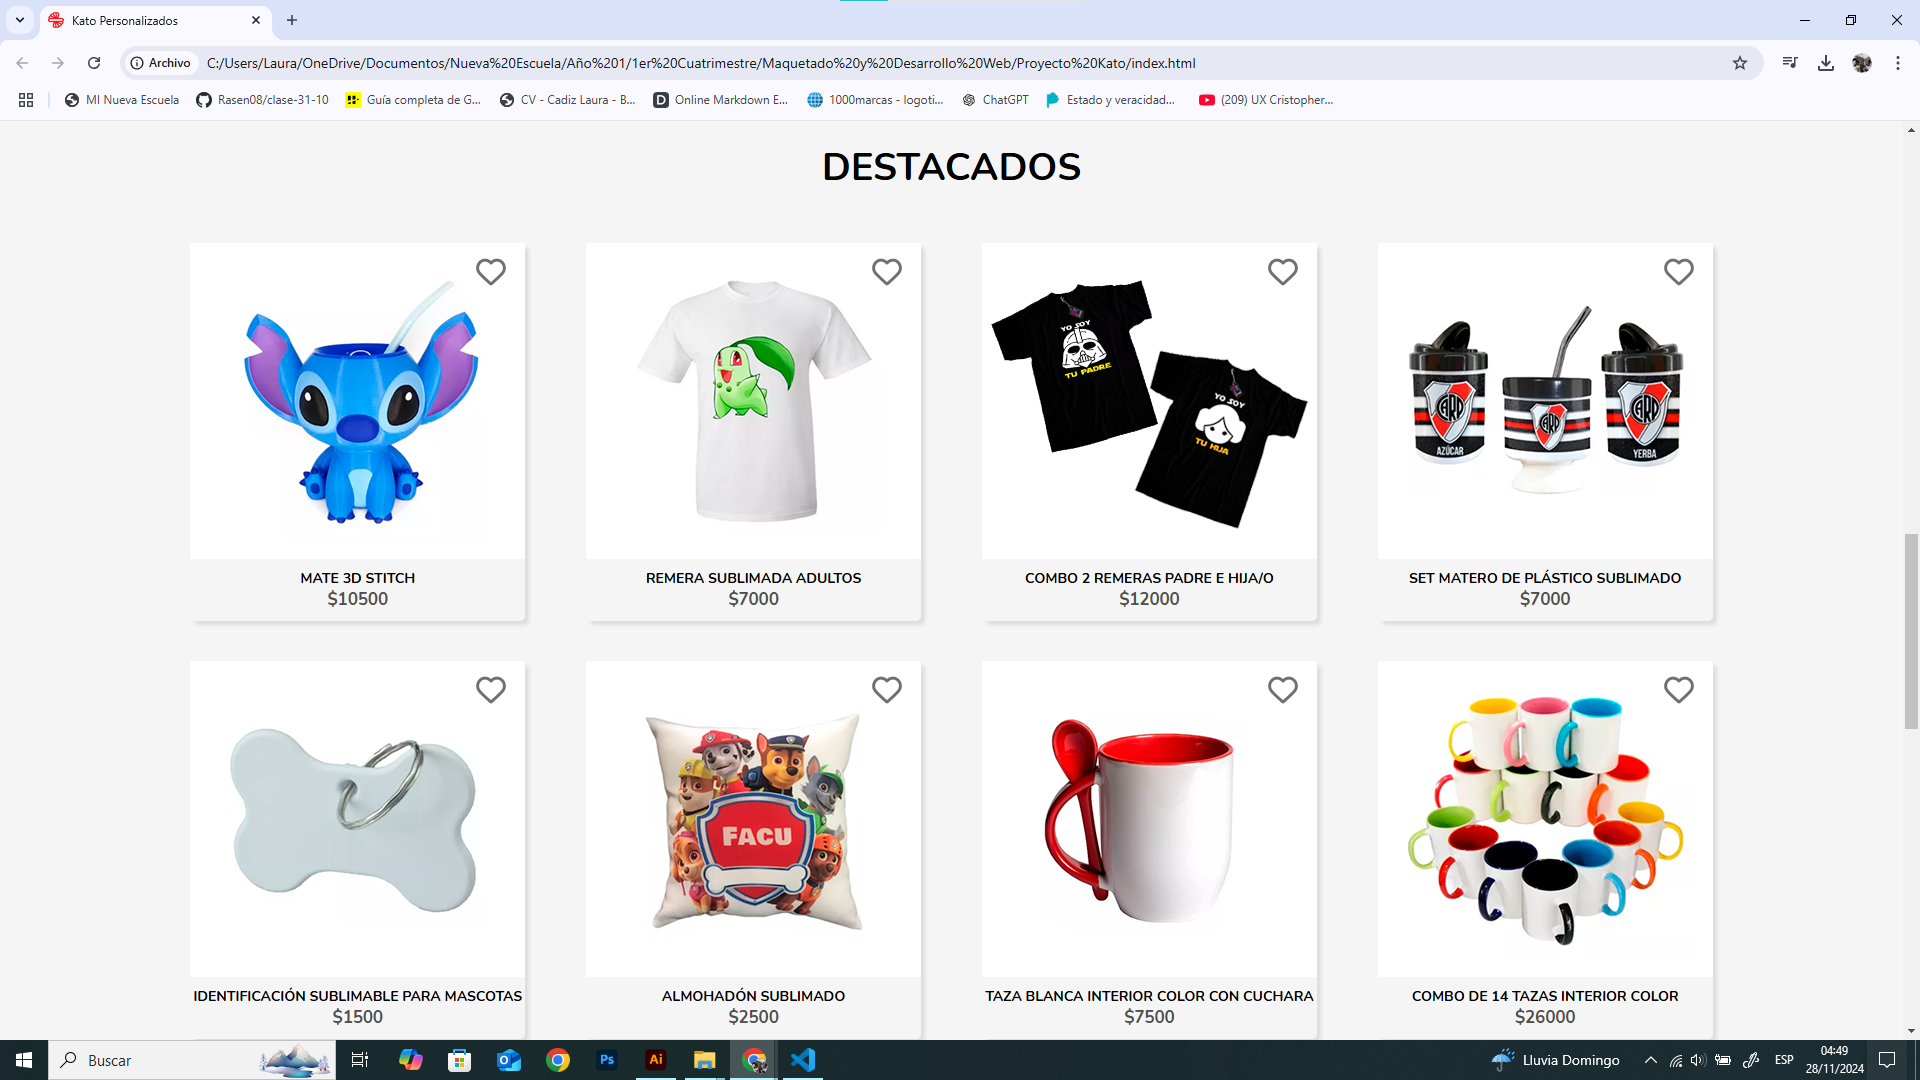 Kato Personalizados
Archivo
C:/Users/Laura/OneDrive/Documentos/Nueva%20Escuela/Año%201/1er%20Cuatrimestre/Maquetado%20y%20Desarrollo%20Web/Proyecto%20Kato/index.html
MI Nueva Escuela
Rasen08/clase-31-10
Guía completa de G...
CV - Cadiz Laura - B...
Online Markdown E...
1000marcas - logoti...
ChatGPT
Estado y veracidad...
(209) UX Cristopher...
DESTACADOS
YO SOY
TU PADRE
YO SOY
TU HIJA
CARP
AZÚCAR
CARP
CARP
YERBA
MATE 3D STITCH
$10500
REMERA SUBLIMADA ADULTOS
$7000
COMBO 2 REMERAS PADRE E HIJA/O
$12000
SET MATERO DE PLÁSTICO SUBLIMADO
$7000
FACU
IDENTIFICACIÓN SUBLIMABLE PARA MASCOTAS
$1500
ALMOHADÓN SUBLIMADO
$2500
TAZA BLANCA INTERIOR COLOR CON CUCHARA
$7500
COMBO DE 14 TAZAS INTERIOR COLOR
$26000
Buscar
Ps
Ai
Lluvia Domingo
ESP
04:49
28/11/2024